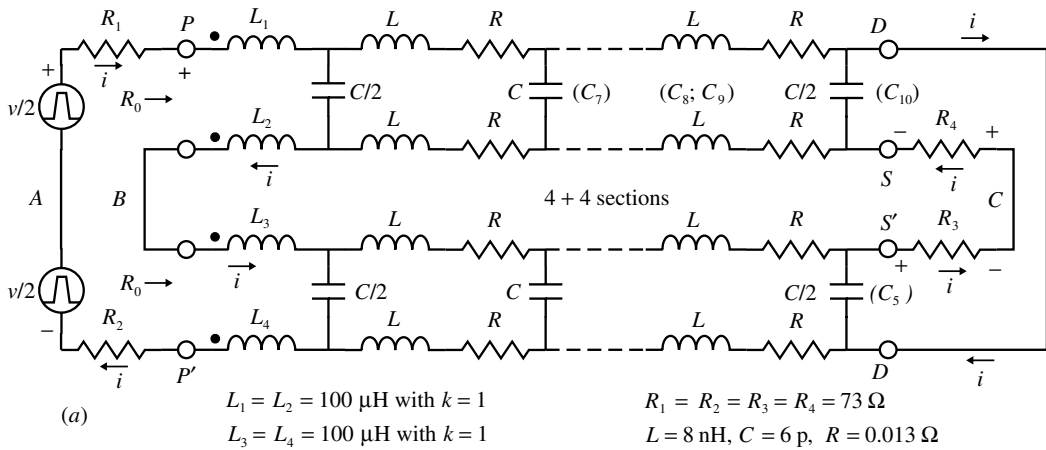 R₁ P L₁ L R L R D i
+ i + R₀ v/2 C/2 C (C₇) (C₈; C₉) C/2 (C₁₀)
L₂ L R L R − R₄ +
i S i
A B 4 + 4 sections C
L₃ L R L R S′ R₃
R₀ i C/2 C C/2 (C₅) + i −
v/2 − R₂ L₄ L R L R
i P′ D i
(a)
L₁ = L₂ = 100 μH with k = 1
L₃ = L₄ = 100 μH with k = 1
R₁ = R₂ = R₃ = R₄ = 73 Ω
L = 8 nH, C = 6 p, R = 0.013 Ω